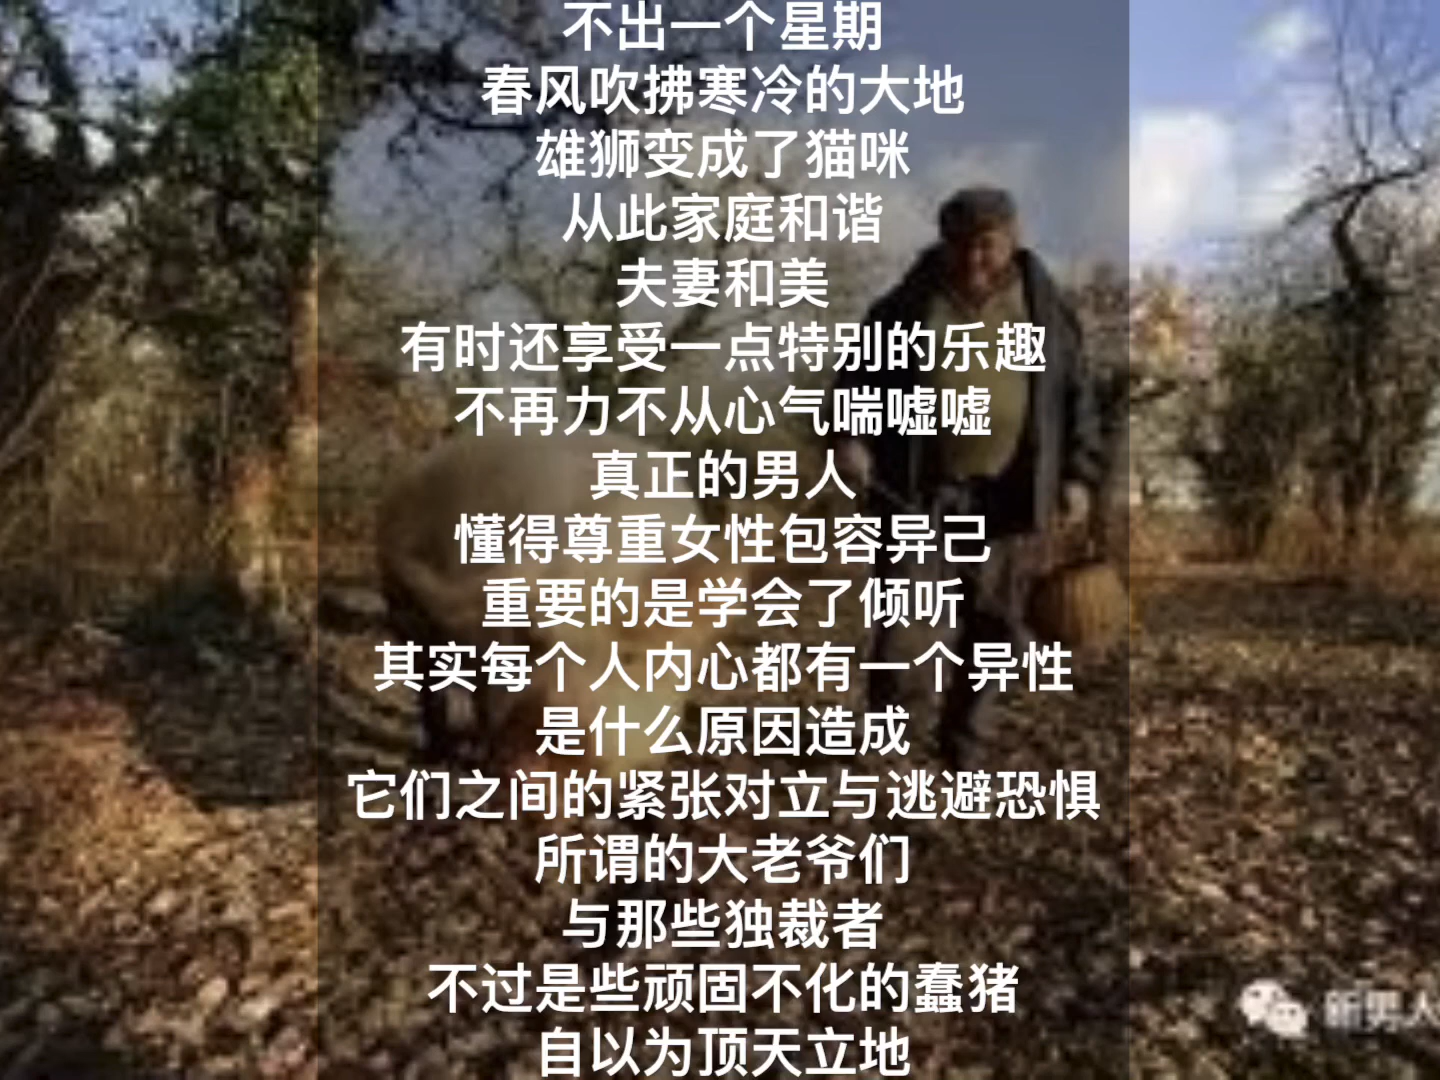 不出一个星期
春风吹拂寒冷的大地
雄狮变成了猫咪
从此家庭和谐
夫妻和美
有时还享受一点特别的乐趣
不再力不从心气喘嘘嘘
真正的男人
懂得尊重女性包容异己
重要的是学会了倾听
其实每个人内心都有一个异性
是什么原因造成
它们之间的紧张对立与逃避恐惧
所谓的大老爷们
与那些独裁者
不过是些顽固不化的蠢猪
自以为顶天立地
新男人